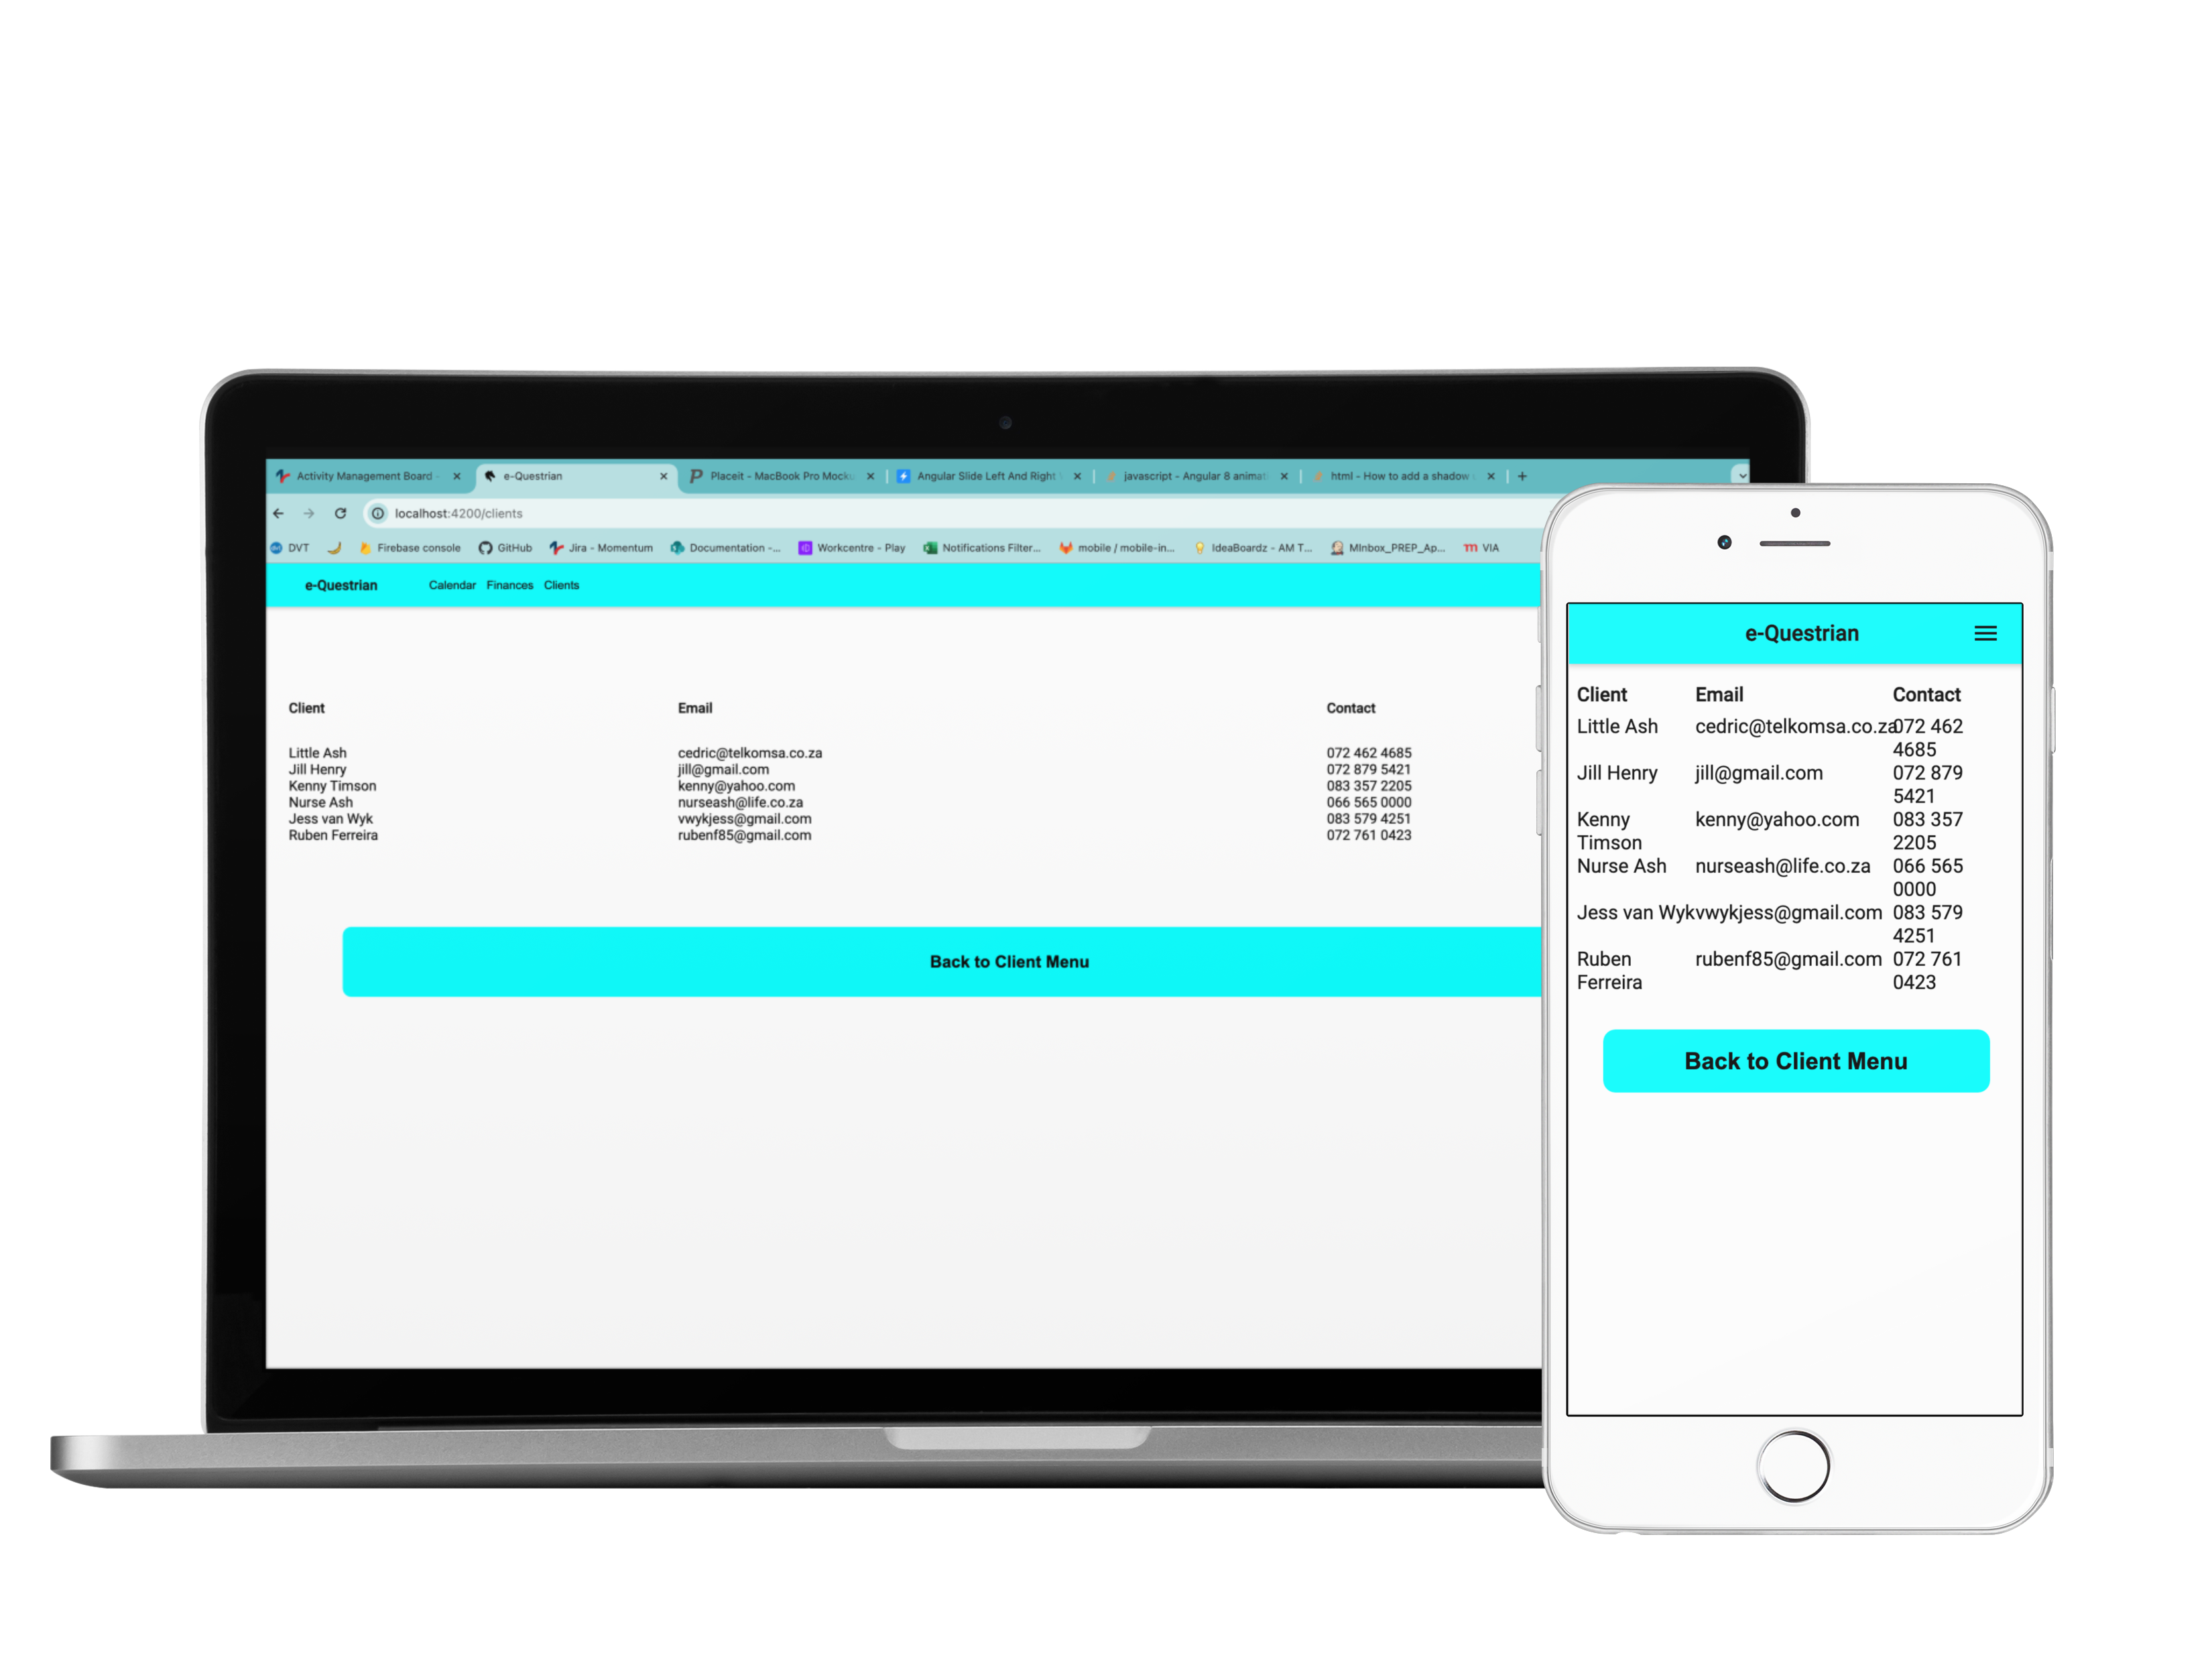 Activity Management Board -
e-Questrian
Placeit - MacBook Pro Mocku
Angular Slide Left And Right
javascript - Angular 8 animat
html - How to add a shadow
localhost:4200/clients
DVT
Firebase console
GitHub
Jira - Momentum
Documentation -...
Workcentre - Play
Notifications Filter...
mobile / mobile-in...
IdeaBoardz - AM T...
MInbox_PREP_Ap...
m VIA
e-Questrian Calendar Finances Clients
Client Email Contact
Little Ash cedric@telkomsa.co.za 072 462 4685
Jill Henry jill@gmail.com 072 879 5421
Kenny Timson kenny@yahoo.com 083 357 2205
Nurse Ash nurseash@life.co.za 066 565 0000
Jess van Wyk vwykjess@gmail.com 083 579 4251
Ruben Ferreira rubenf85@gmail.com 072 761 0423
Back to Client Menu
e-Questrian
Client Email Contact
Little Ash cedric@telkomsa.co.za 072 462
4685
Jill Henry jill@gmail.com 072 879
5421
Kenny kenny@yahoo.com 083 357
Timson 2205
Nurse Ash nurseash@life.co.za 066 565
0000
Jess van Wyk vwykjess@gmail.com 083 579
4251
Ruben rubenf85@gmail.com 072 761
Ferreira 0423
Back to Client Menu